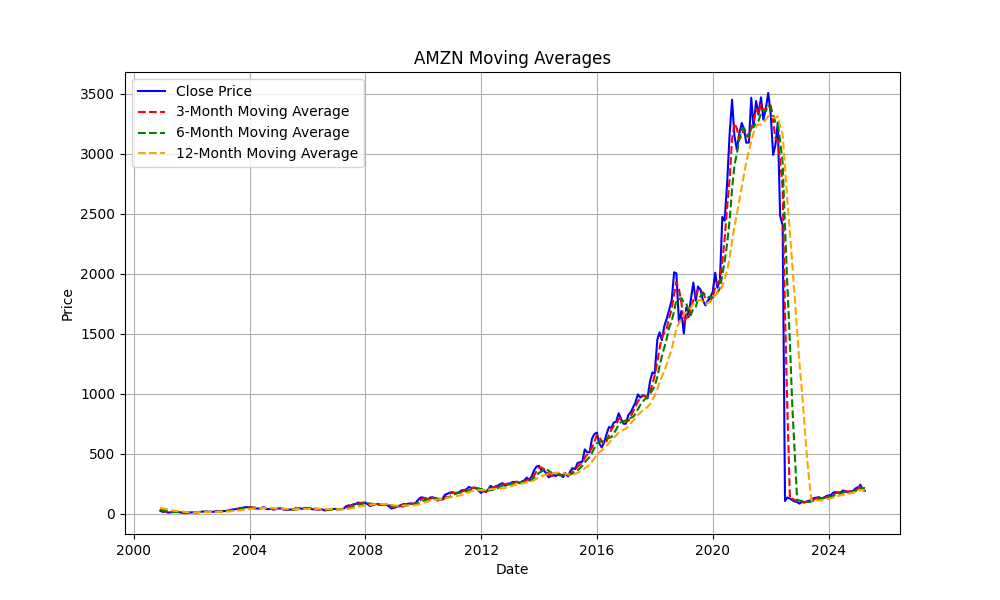 AMZN Moving Averages
Close Price
3-Month Moving Average
6-Month Moving Average
12-Month Moving Average
3500
3000
2500
2000
1500
1000
500
0
Price
2000 2004 2008 2012 2016 2020 2024
Date